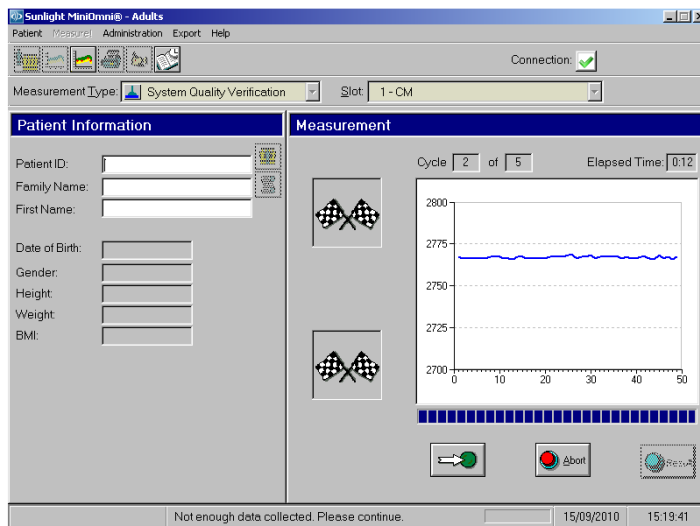 Sunlight MiniOmni® - Adults
Patient Measure! Administration Export Help
Connection:
Measurement Type: System Quality Verification Slot: 1 - CM
Patient Information
Patient ID:
Family Name:
First Name:
Date of Birth:
Gender:
Height:
Weight:
BMI:
Measurement
Cycle 2 of 5 Elapsed Time: 0:12
2800
2775
2750
2725
2700
0 10 20 30 40 50
Abort
Result
Not enough data collected. Please continue. 15/09/2010 15:19:41